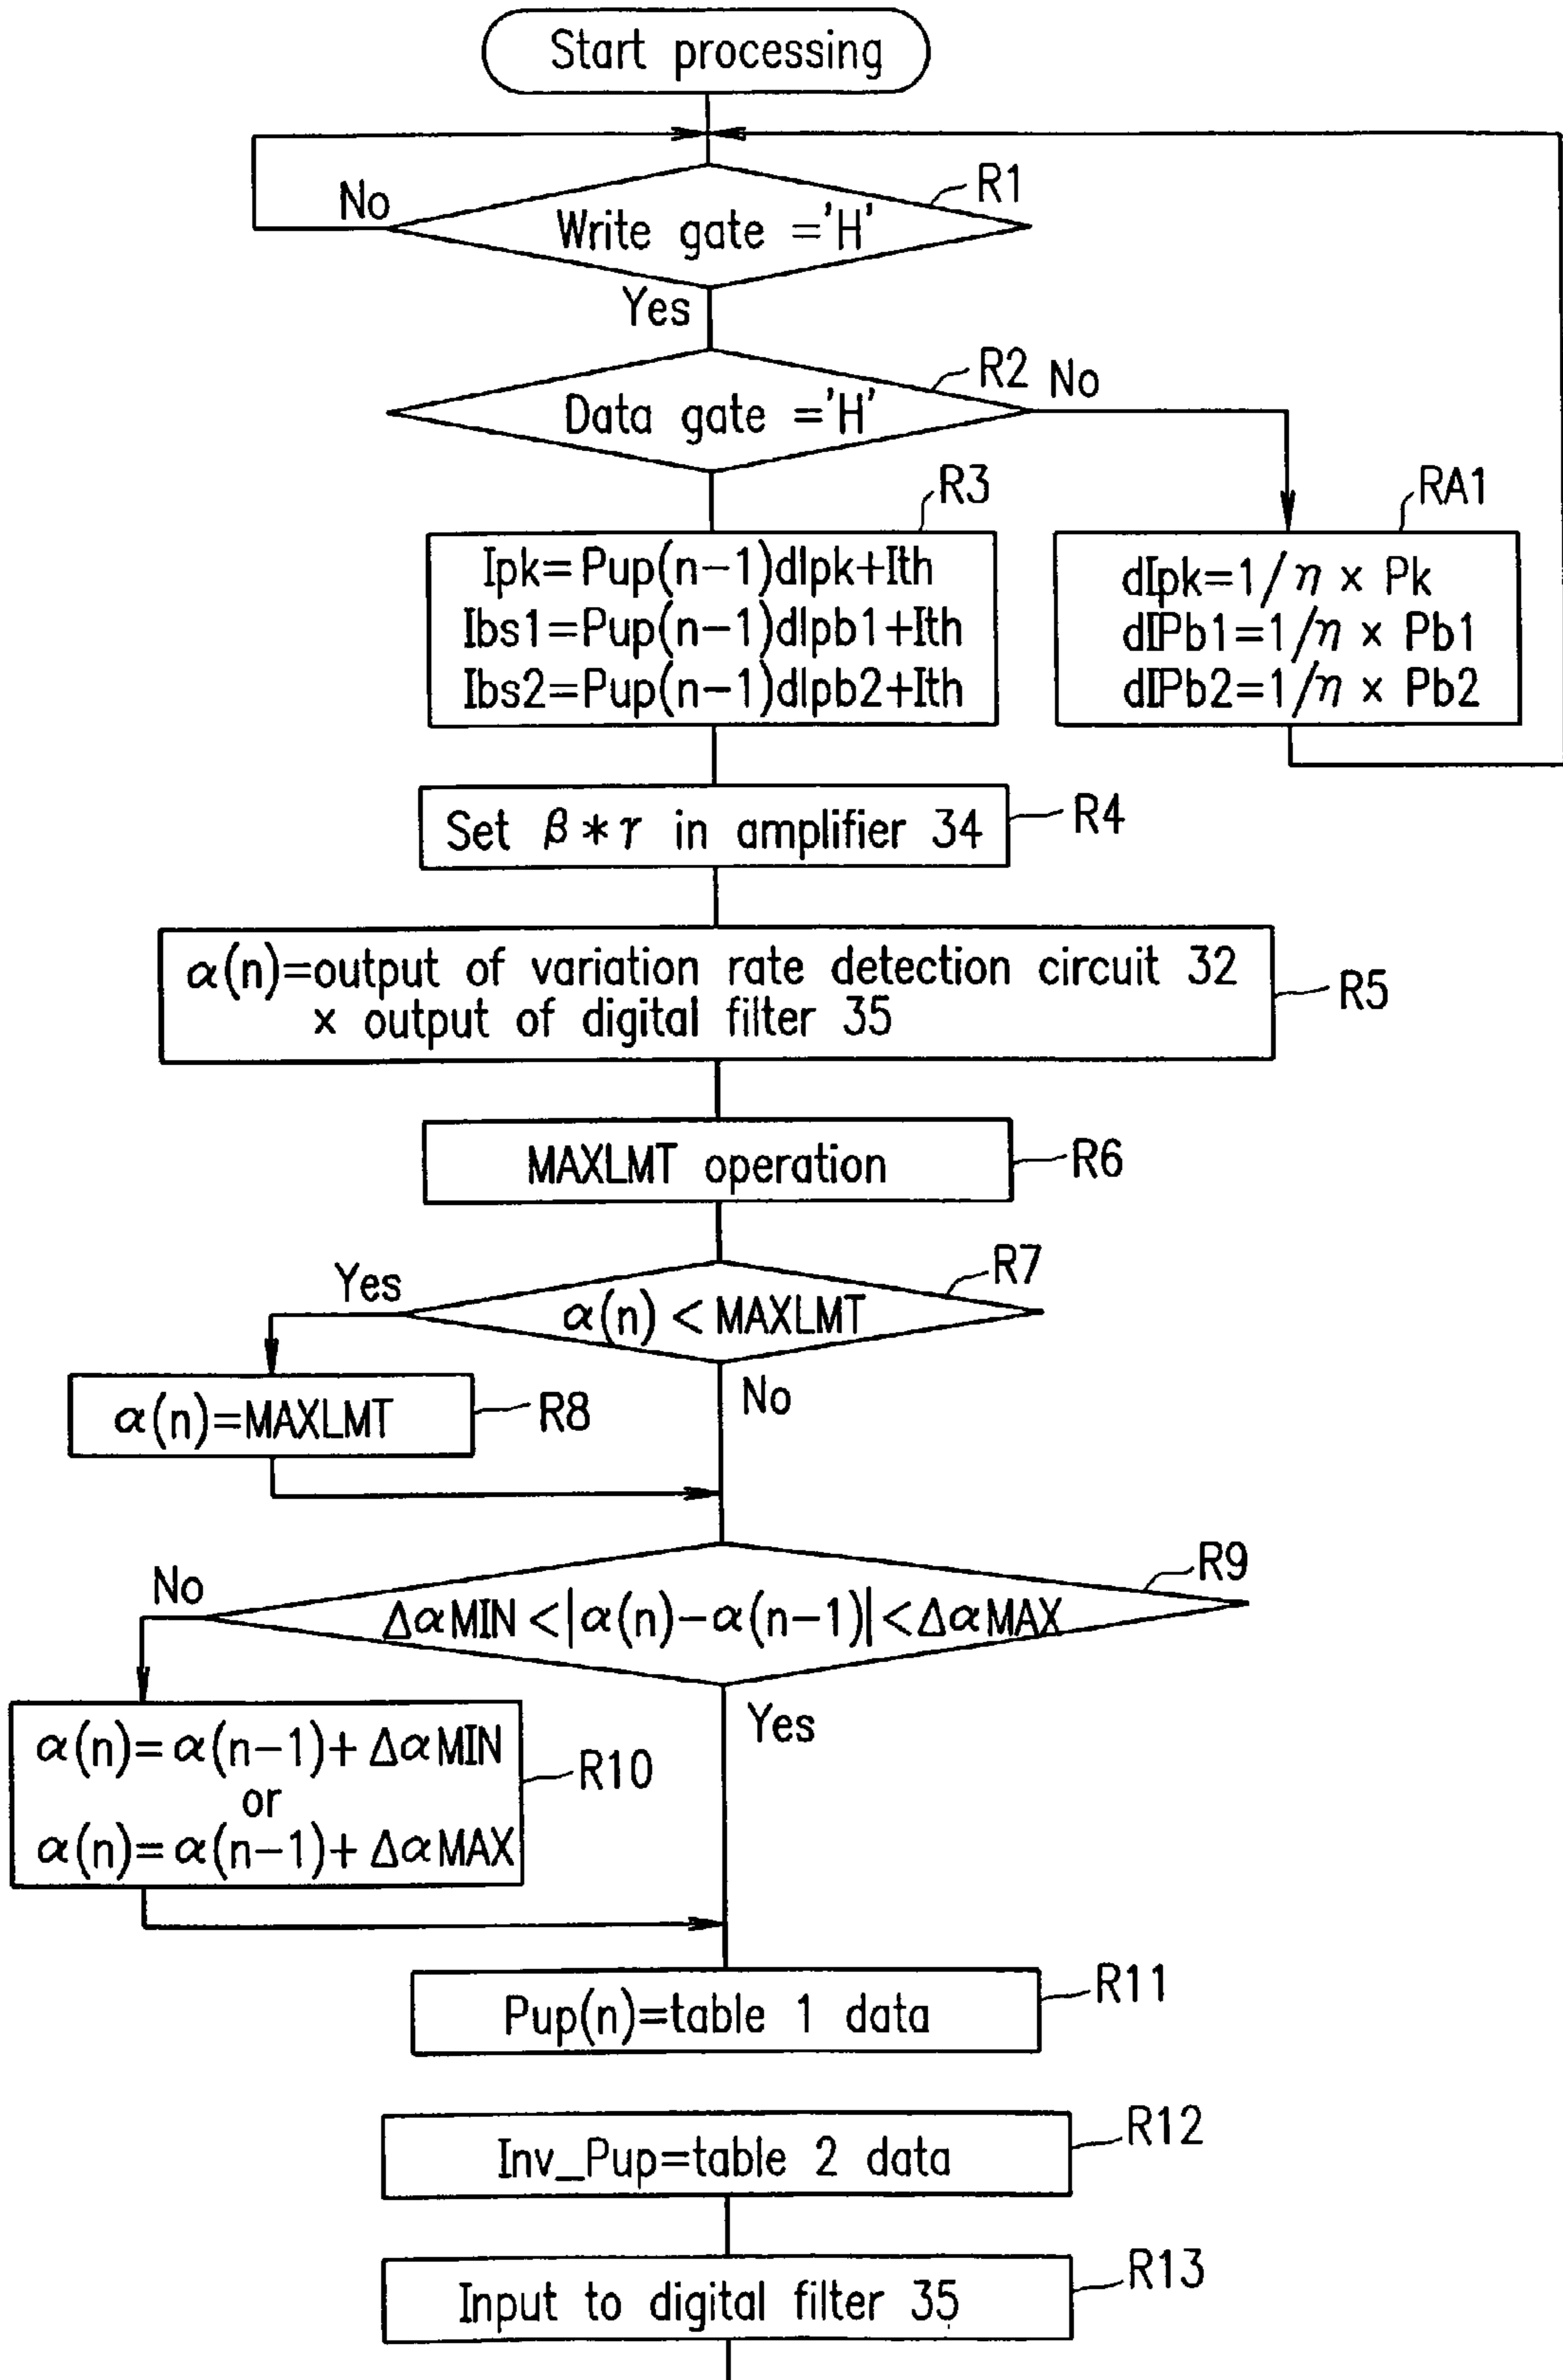 Start processing
R1
No
Write gate ='H'
Yes
R2
No
Data gate ='H'
R3
Ipk=Pup(n-1)dIpk+Ith
Ibs1=Pup(n-1)dIpb1+Ith
Ibs2=Pup(n-1)dIpb2+Ith
RA1
dIpk=1/η × Pk
dIPb1=1/η × Pb1
dIPb2=1/η × Pb2
Set β*γ in amplifier 34
R4
α(n)=output of variation rate detection circuit 32
× output of digital filter 35
R5
MAXLMT operation
R6
R7
Yes
α(n) < MAXLMT
No
α(n)=MAXLMT
R8
R9
No
ΔαMIN<|α(n)-α(n-1)|<ΔαMAX
Yes
α(n)=α(n-1)+ ΔαMIN
or
α(n)=α(n-1)+ ΔαMAX
R10
R11
Pup(n)=table 1 data
R12
Inv_Pup=table 2 data
R13
Input to digital filter 35